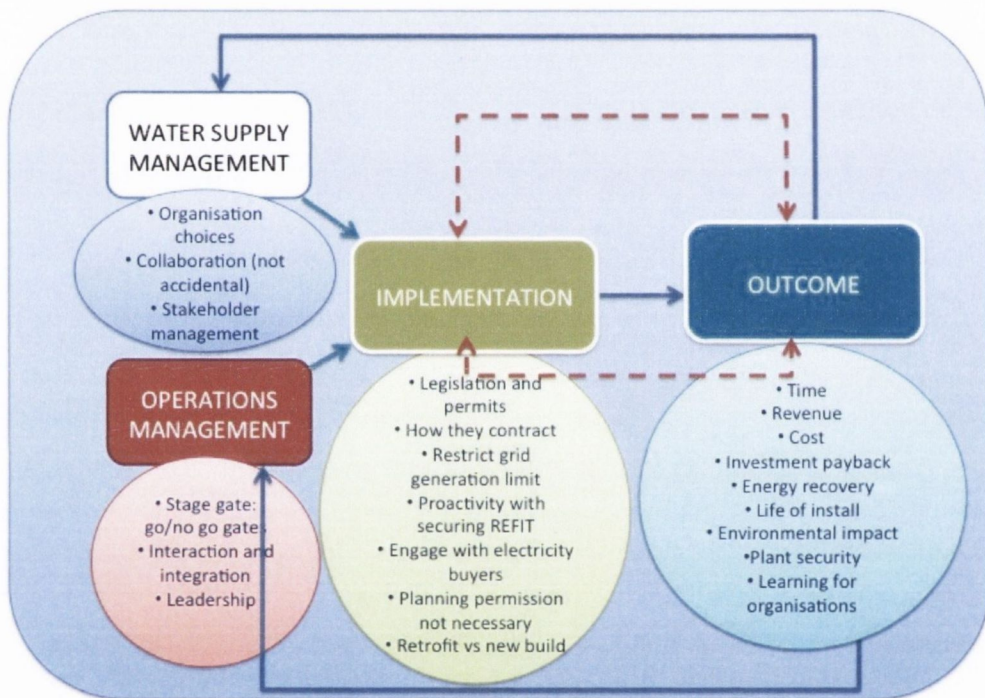 WATER SUPPLY
MANAGEMENT
• Organisation
choices
• Collaboration (not
accidental)
• Stakeholder
management
OPERATIONS
MANAGEMENT
• Stage gate:
go/no go gates
• Interaction and
integration
• Leadership
IMPLEMENTATION
• Legislation and
permits
• How they contract
• Restrict grid
generation limit
• Proactivity with
securing REFIT
• Engage with electricity
buyers
• Planning permission
not necessary
• Retrofit vs new build
OUTCOME
• Time
• Revenue
• Cost
• Investment payback
• Energy recovery
• Life of install
• Environmental impact
•Plant security
• Learning for
organisations